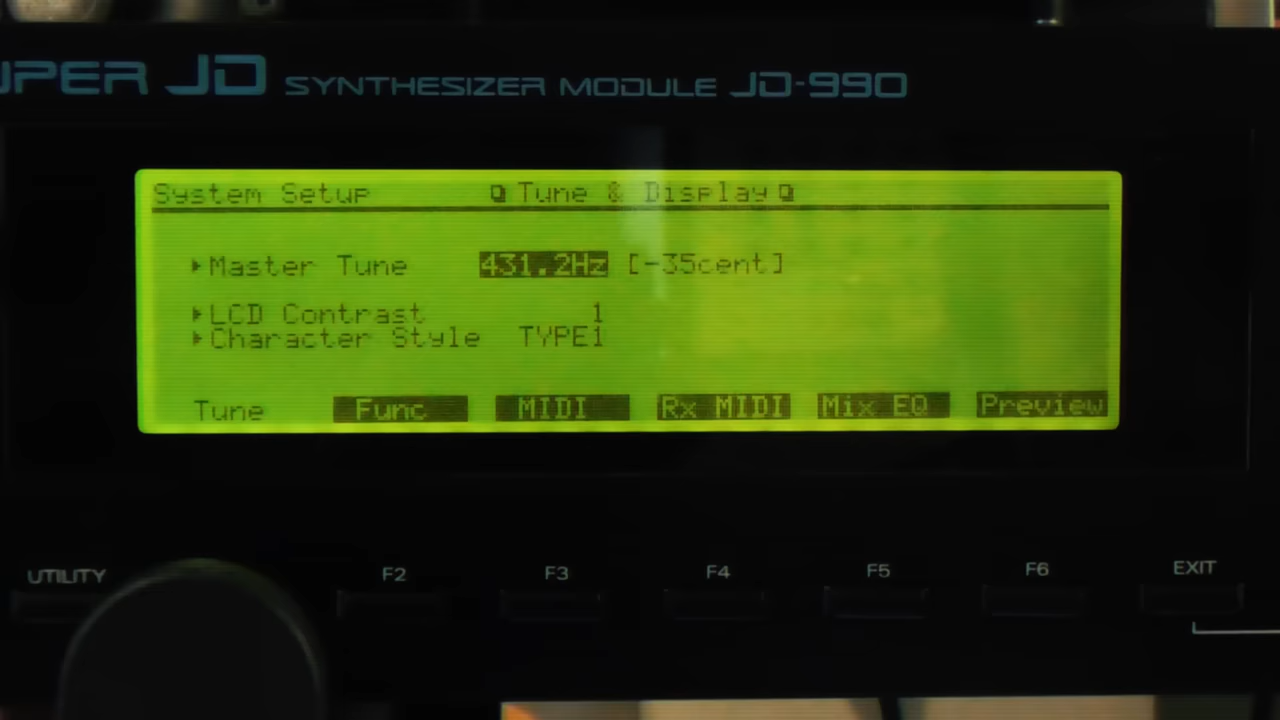 UPER JD SYNTHESIZER MODULE JD-990
System Setup Tune & Display
Master Tune 431.2Hz [-35cent]
LCD Contrast 1
Character Style TYPE1
Tune Func MIDI Rx MIDI Mix EQ Preview
UTILITY F2 F3 F4 F5 F6 EXIT